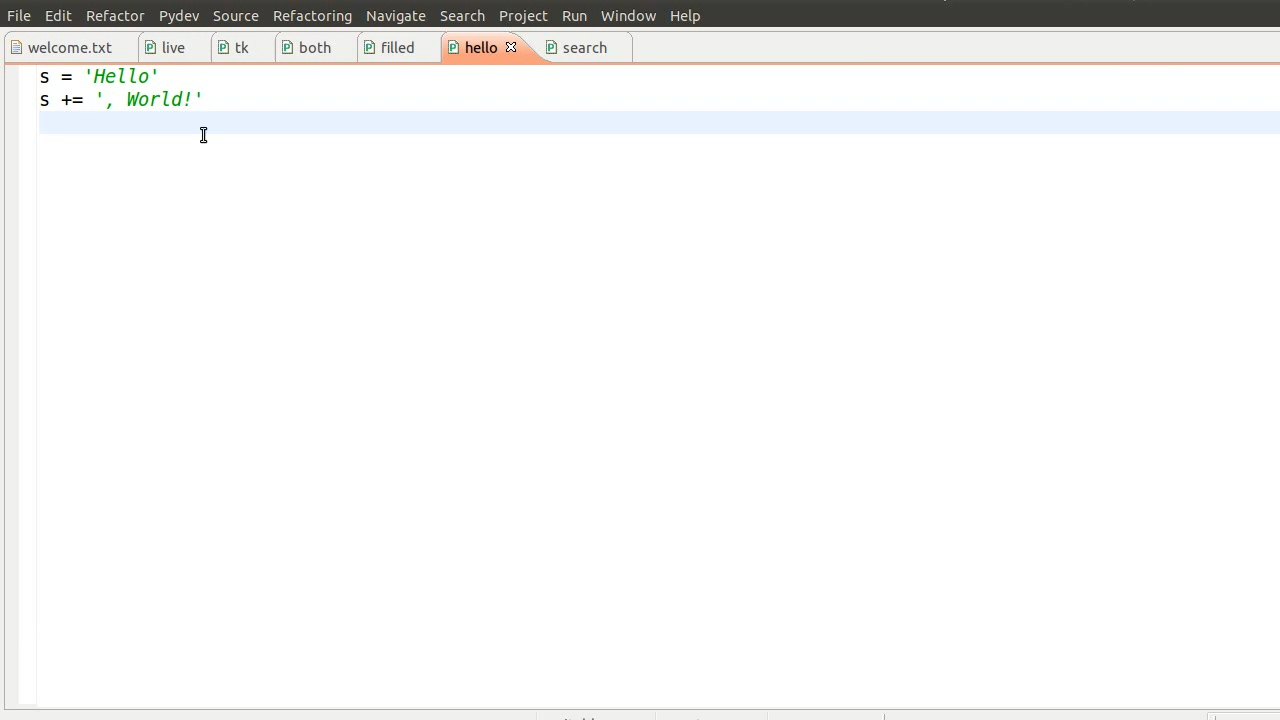 File Edit Refactor Pydev Source Refactoring Navigate Search Project Run Window Help
welcome.txt live tk both filled hello search
s = 'Hello'
s += ', World!'